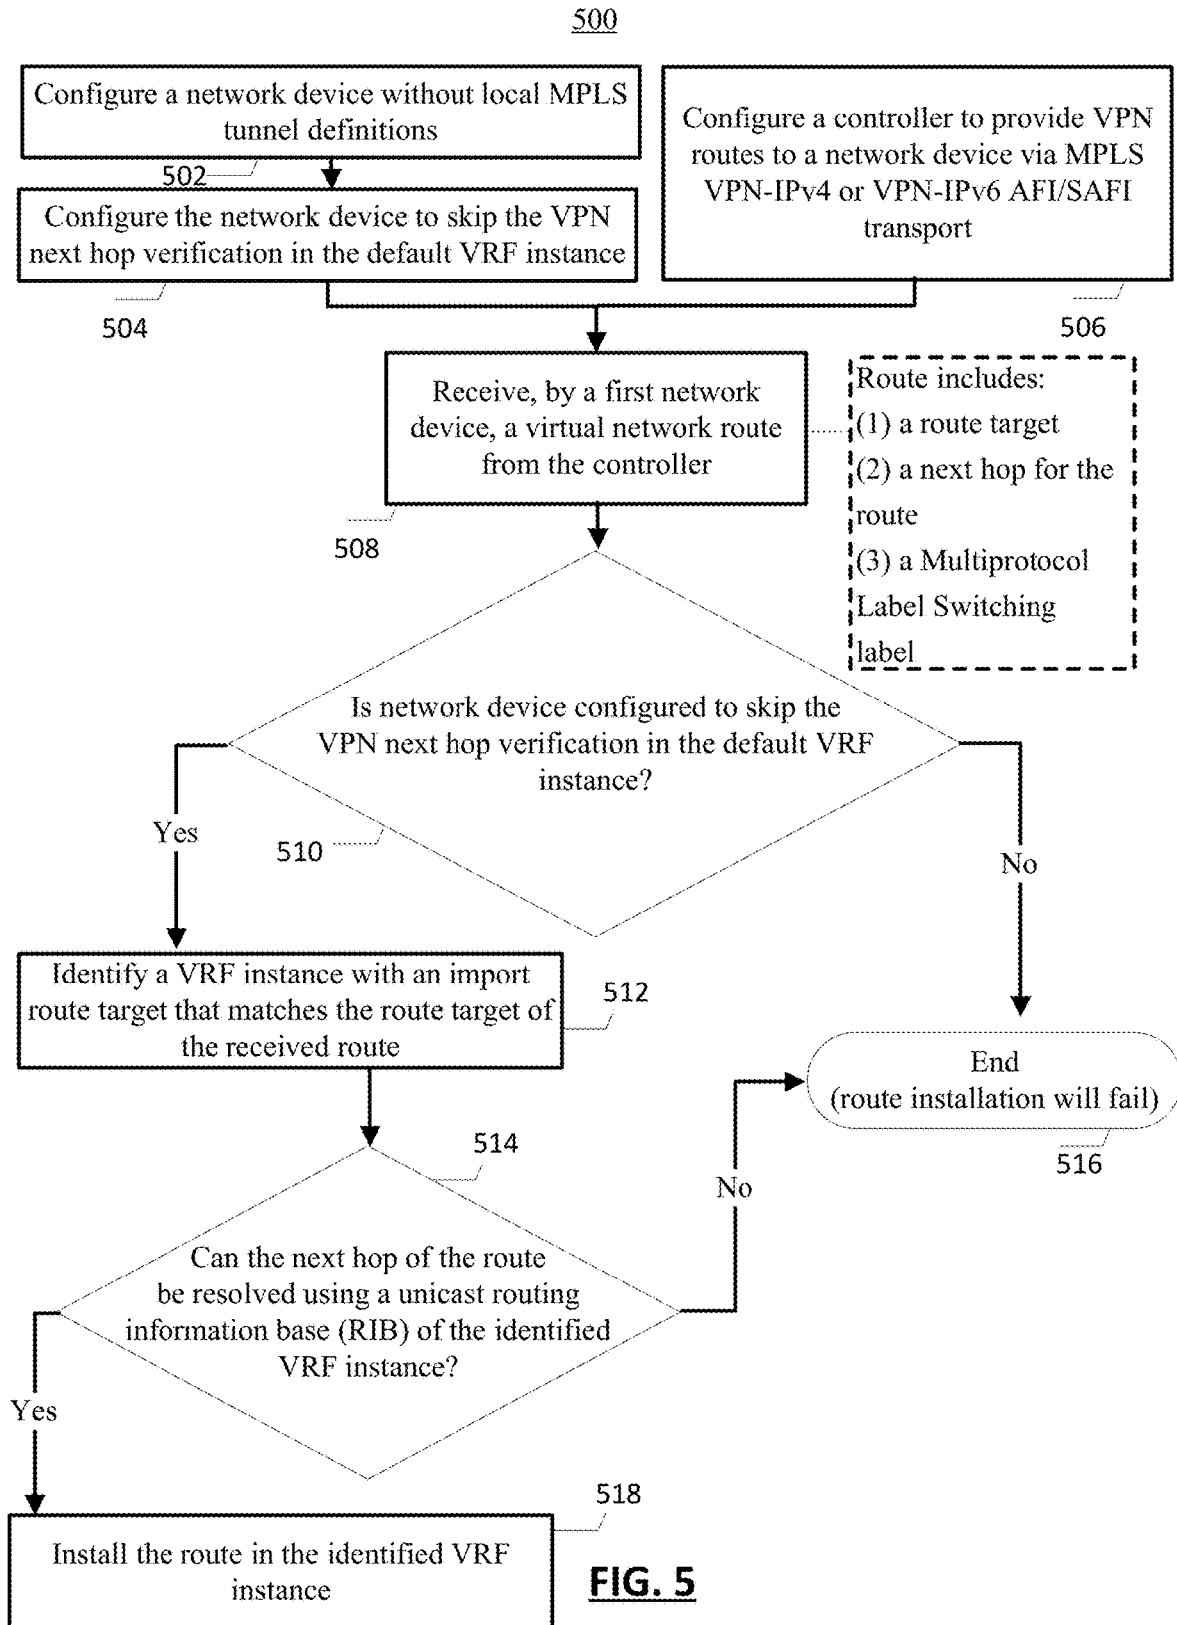 500
Configure a network device without local MPLS
tunnel definitions
502
Configure the network device to skip the VPN
next hop verification in the default VRF instance
504
Configure a controller to provide VPN
routes to a network device via MPLS
VPN-IPv4 or VPN-IPv6 AFI/SAFI
transport
506
Receive, by a first network
device, a virtual network route
from the controller
508
Route includes:
(1) a route target
(2) a next hop for the
route
(3) a Multiprotocol
Label Switching
label
Is network device configured to skip the
VPN next hop verification in the default VRF
instance?
510
Yes
No
Identify a VRF instance with an import
route target that matches the route target of
the received route
512
End
(route installation will fail)
516
514
No
Can the next hop of the route
be resolved using a unicast routing
information base (RIB) of the identified
VRF instance?
Yes
518
Install the route in the identified VRF
instance
FIG. 5